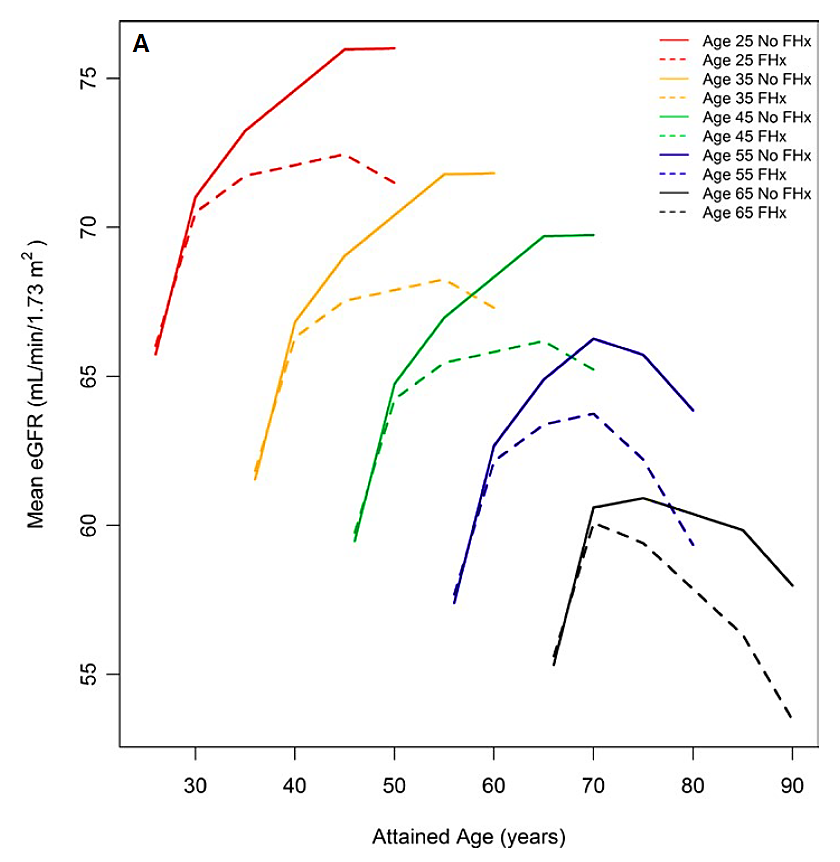 A
Age 25 No FHx
Age 25 FHx
Age 35 No FHx
Age 35 FHx
Age 45 No FHx
Age 45 FHx
Age 55 No FHx
Age 55 FHx
Age 65 No FHx
Age 65 FHx
75
70
65
60
55
Mean eGFR (mL/min/1.73 m²)
30 40 50 60 70 80 90
Attained Age (years)